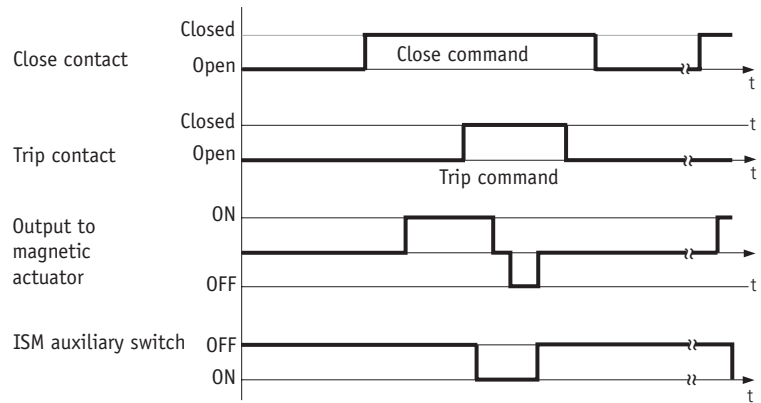 Closed
Close contact
Close command
Open
t
Closed
t
Trip contact
Open
Trip command
t
ON
Output to
magnetic
actuator
OFF
t
ISM auxiliary switch
OFF
ON
t